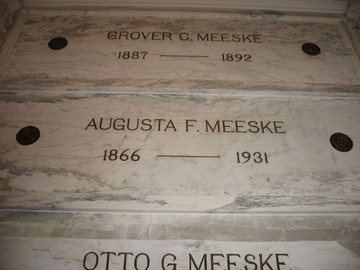 GROVER C. MEESKE
1887 —— 1892
AUGUSTA F. MEESKE
1866 —— 1931
OTTO G. MEESKE